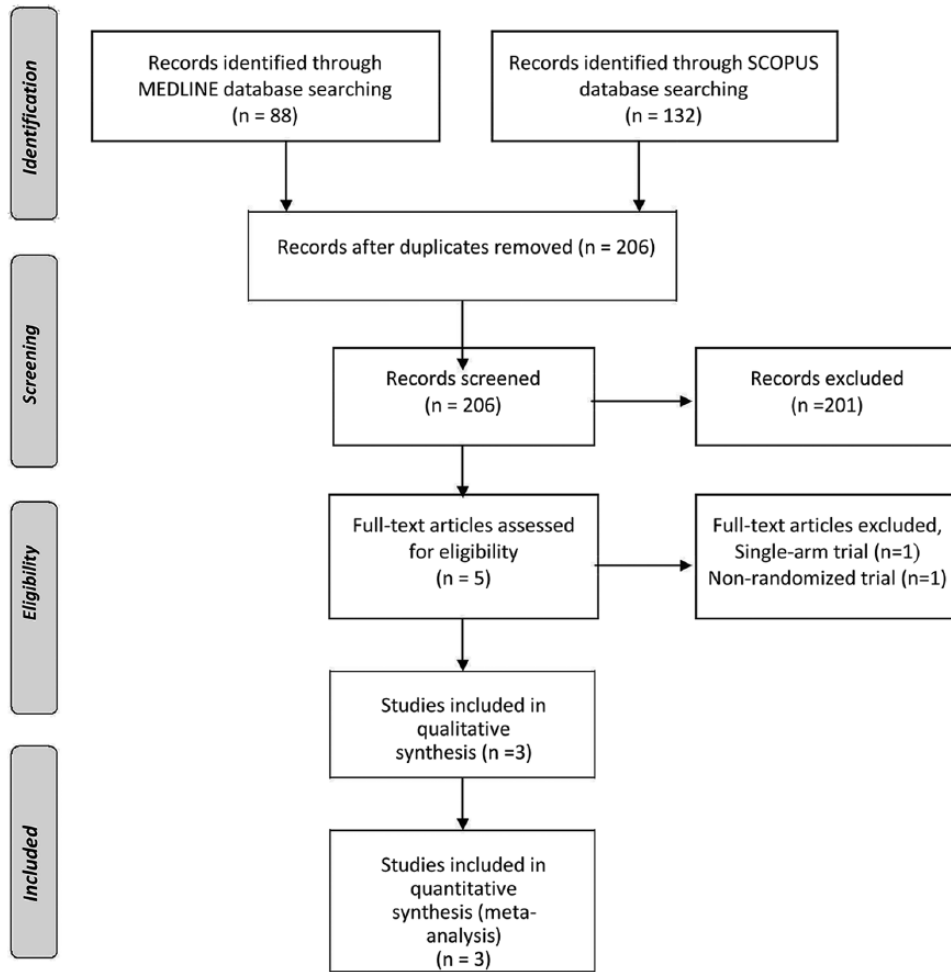 Identification
Records identified through
MEDLINE database searching
(n = 88)
Records identified through SCOPUS
database searching
(n = 132)
Records after duplicates removed (n = 206)
Screening
Records screened
(n = 206)
Records excluded
(n =201)
Eligibility
Full-text articles assessed
for eligibility
(n = 5)
Full-text articles excluded,
Single-arm trial (n=1)
Non-randomized trial (n=1)
Studies included in
qualitative
synthesis (n =3)
Included
Studies included in
quantitative
synthesis (meta-
analysis)
(n = 3)